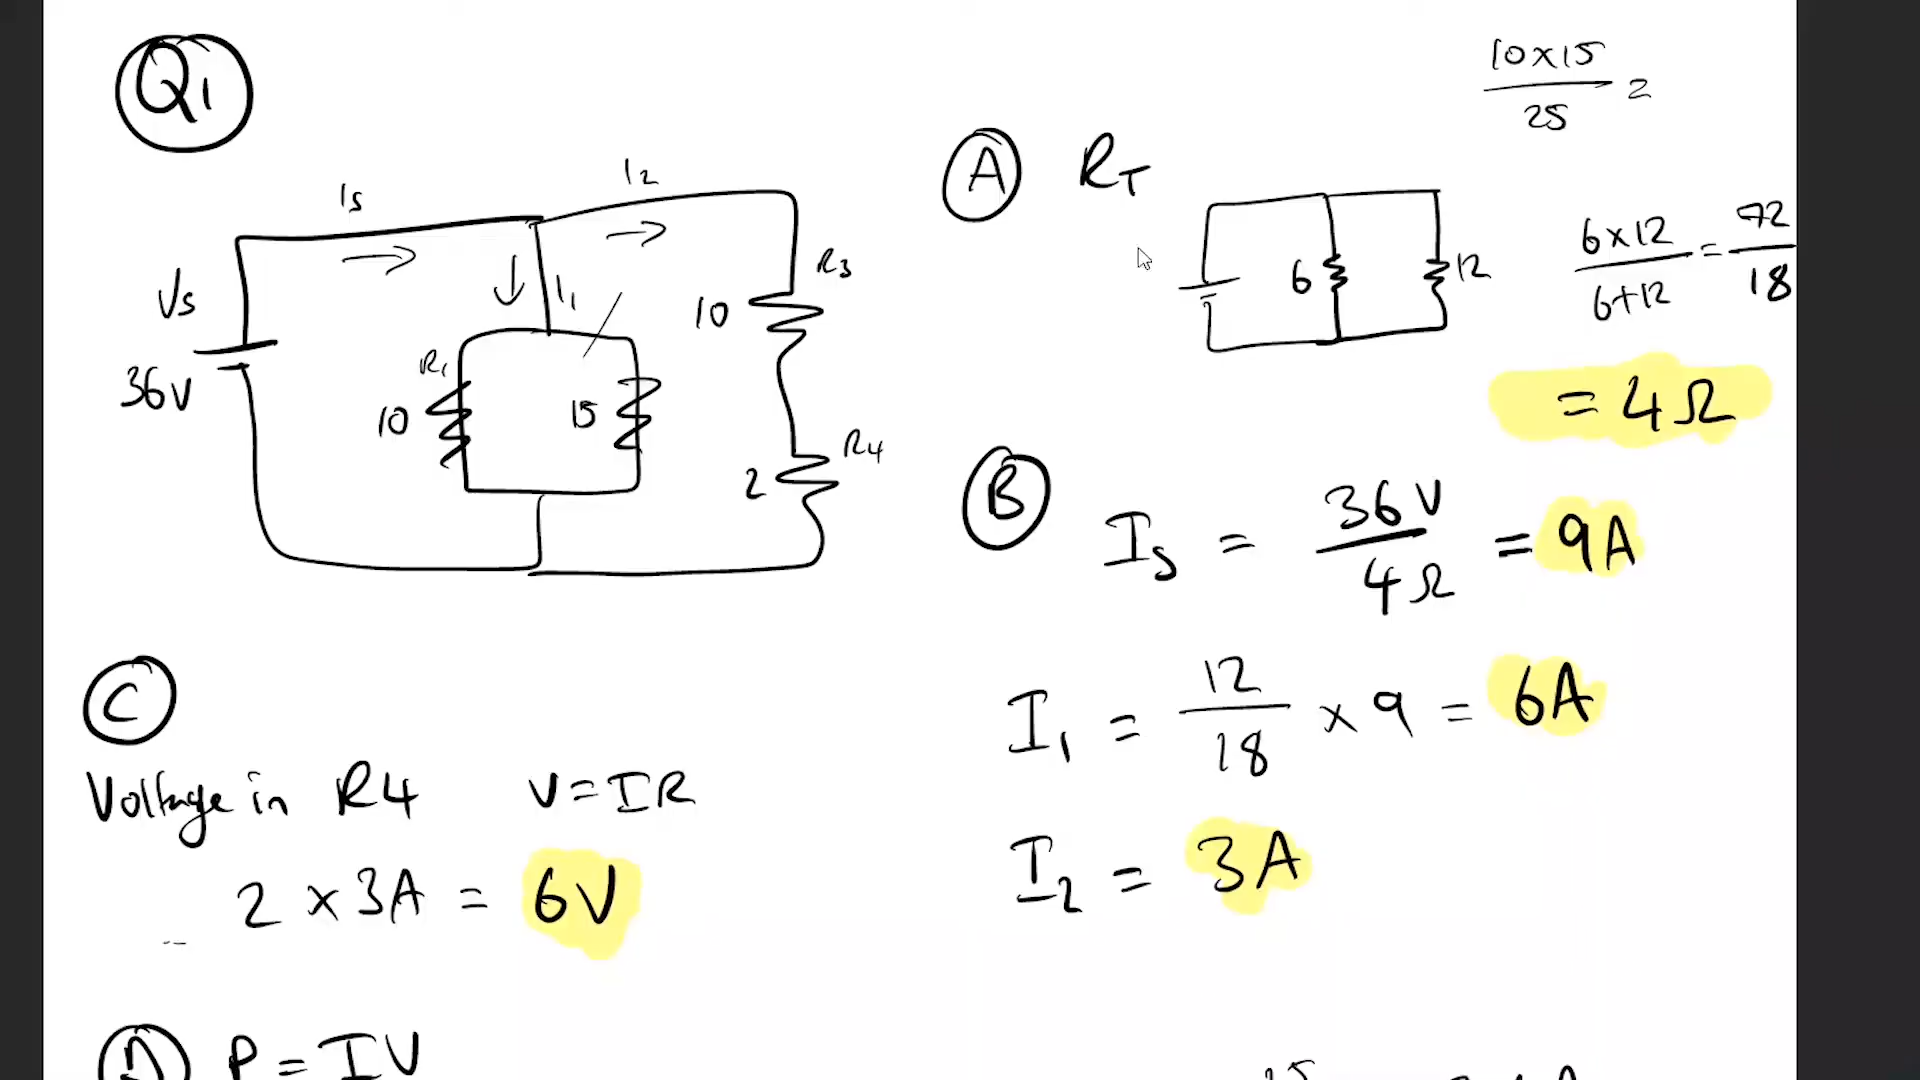 Q1
Is
I2
Vs
36V
I1
R1
10
15
R3
10
R4
2
10x15
25
=
A RT
6
12
6x12 = 72
6+12 18
= 4Ω
B
Is = 36V = 9A
4Ω
I1 = 12 x 9 = 6A
18
I2 = 3A
C
Voltage in R4 V=IR
2 x 3A = 6V
P = IV